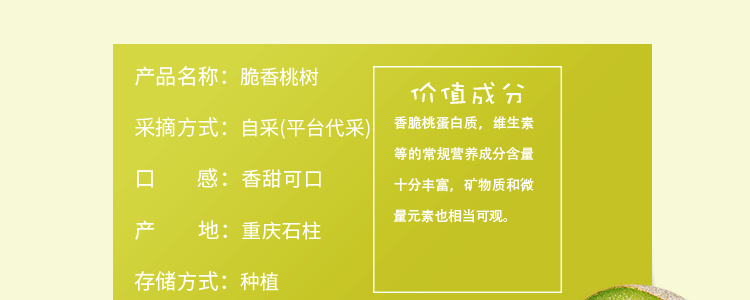 产品名称：脆香桃树
采摘方式：自采(平台代采)
口 感：香甜可口
产 地：重庆石柱
存储方式：种植
价值成分
香脆桃蛋白质，维生素
等的常规营养成分含量
十分丰富，矿物质和微
量元素也相当可观。